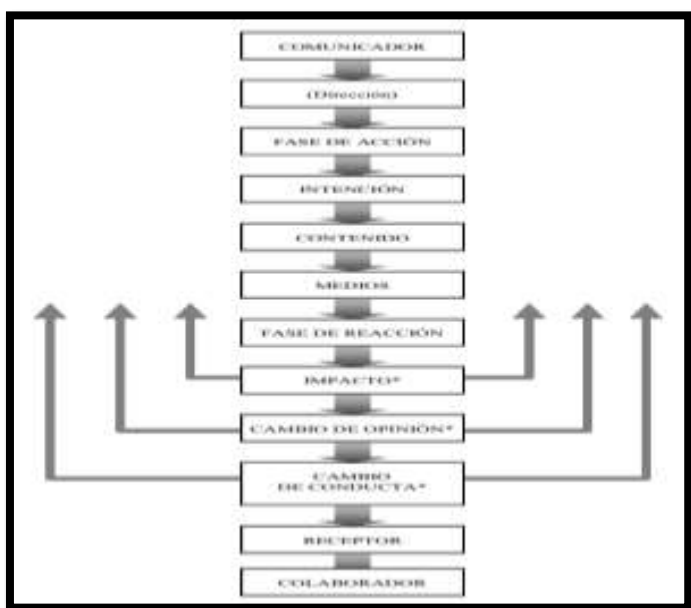 COMUNICADOR
(Dirección)
FASE DE ACCIÓN
INTENCIÓN
CONTENIDO
MEDIOS
FASE DE REACCIÓN
IMPACTO*
CAMBIO DE OPINIÓN*
CAMBIO
DE CONDUCTA*
RECEPTOR
COLABORADOR